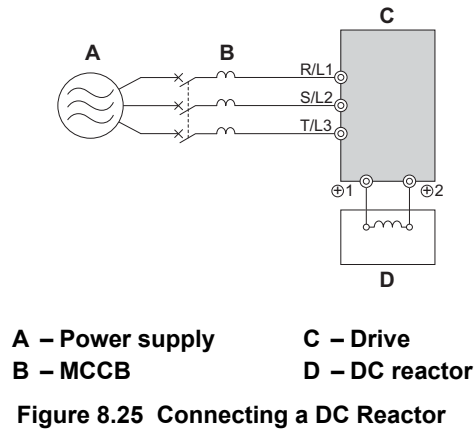 C
A
B
R/L1
S/L2
T/L3
⊕1
⊕2
D
A – Power supply
C – Drive
B – MCCB
D – DC reactor
Figure 8.25 Connecting a DC Reactor